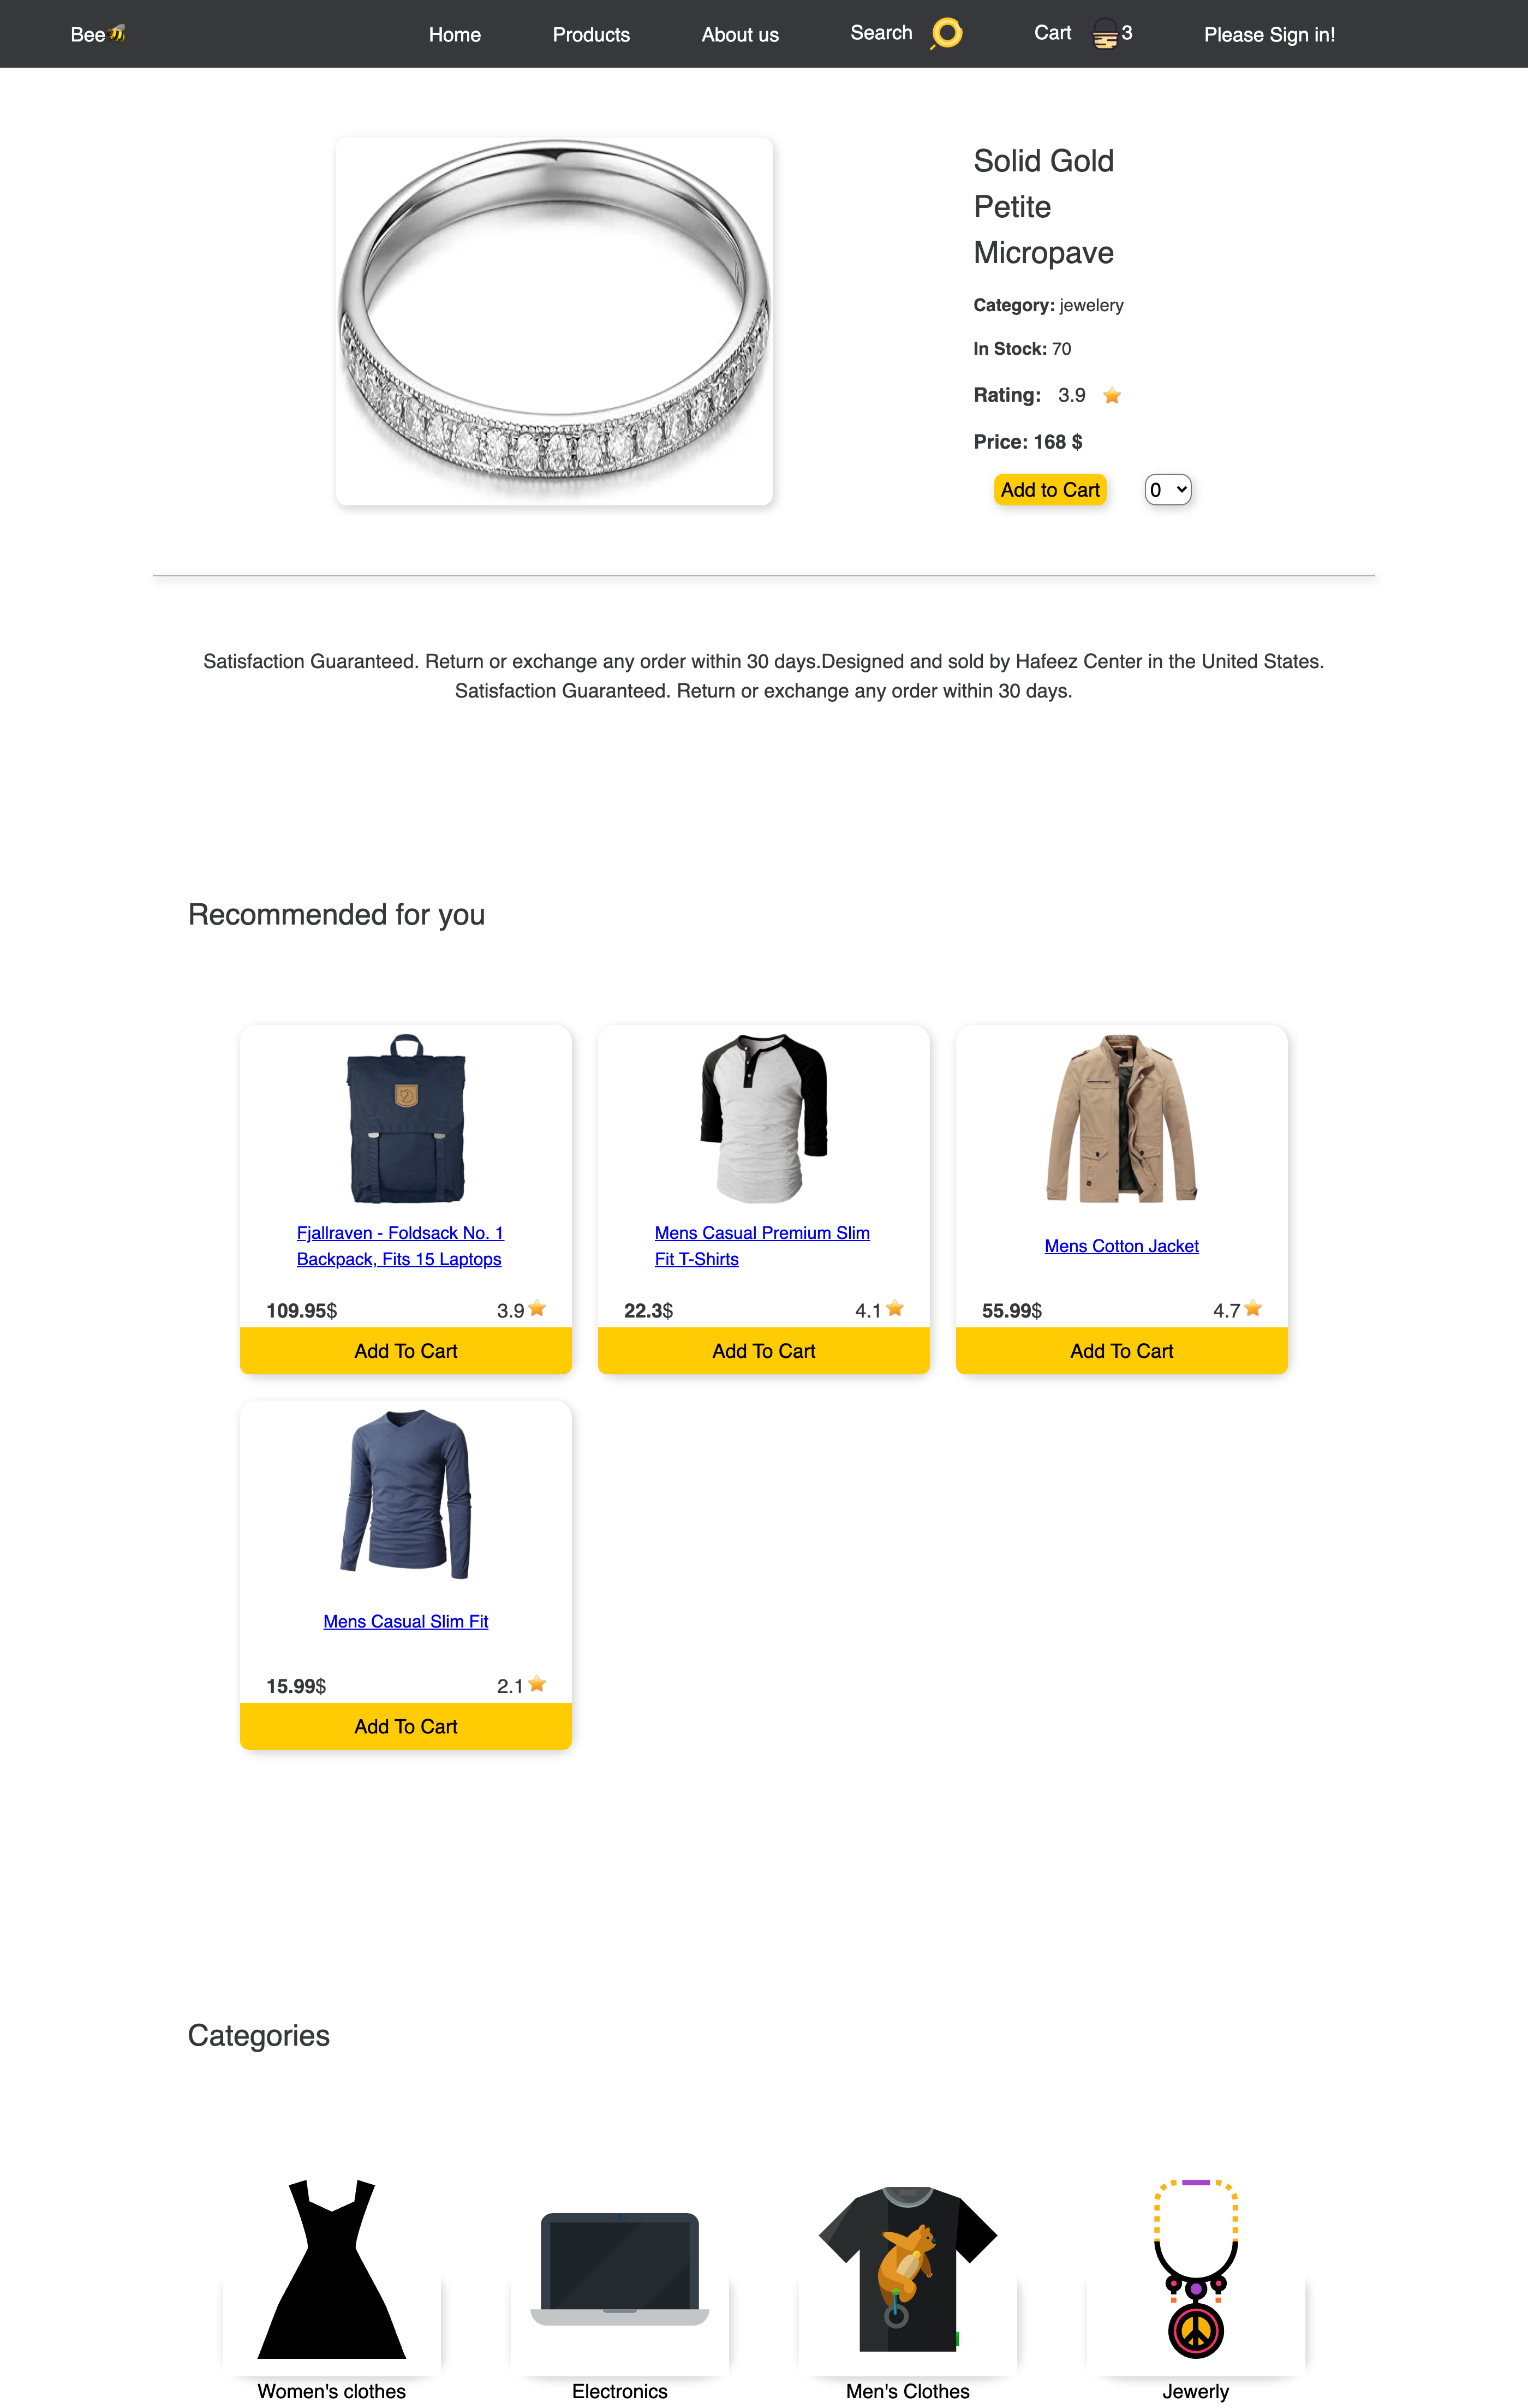 Bee
Home
Products
About us
Search
Cart
3
Please Sign in!
Solid Gold
Petite
Micropave
Category: jewelery
In Stock: 70
Rating: 3.9
Price: 168 $
Add to Cart
0
Satisfaction Guaranteed. Return or exchange any order within 30 days.Designed and sold by Hafeez Center in the United States.
Satisfaction Guaranteed. Return or exchange any order within 30 days.
Recommended for you
Fjallraven - Foldsack No. 1
Backpack, Fits 15 Laptops
109.95$
3.9
Add To Cart
Mens Casual Premium Slim
Fit T-Shirts
22.3$
4.1
Add To Cart
Mens Cotton Jacket
55.99$
4.7
Add To Cart
Mens Casual Slim Fit
15.99$
2.1
Add To Cart
Categories
Women's clothes
Electronics
Men's Clothes
Jewerly